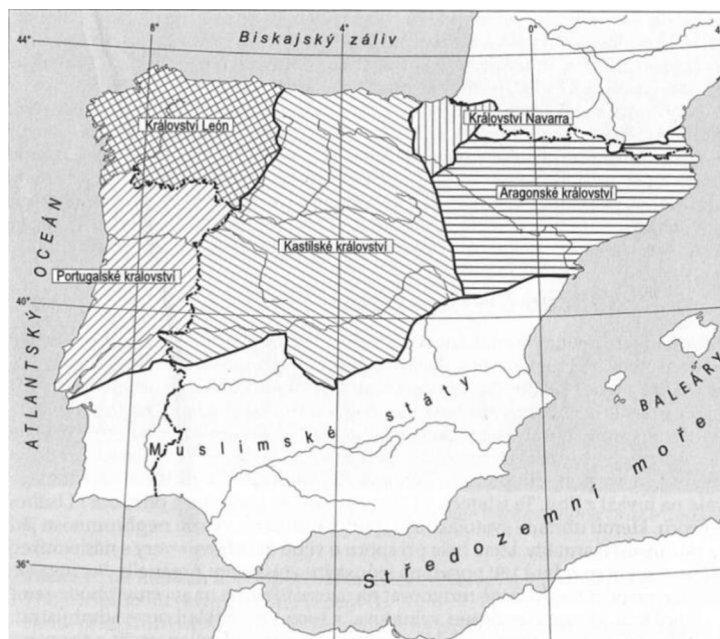 8°
4°
0°
4
44°
Biskajský záliv
Království León
Království Navarra
Aragonské království
Kastilské království
Portugalské království
ATLANTSKÝ OCEÁN
40°
BALEÁRY
Muslimské státy
Středozemní moře
36°